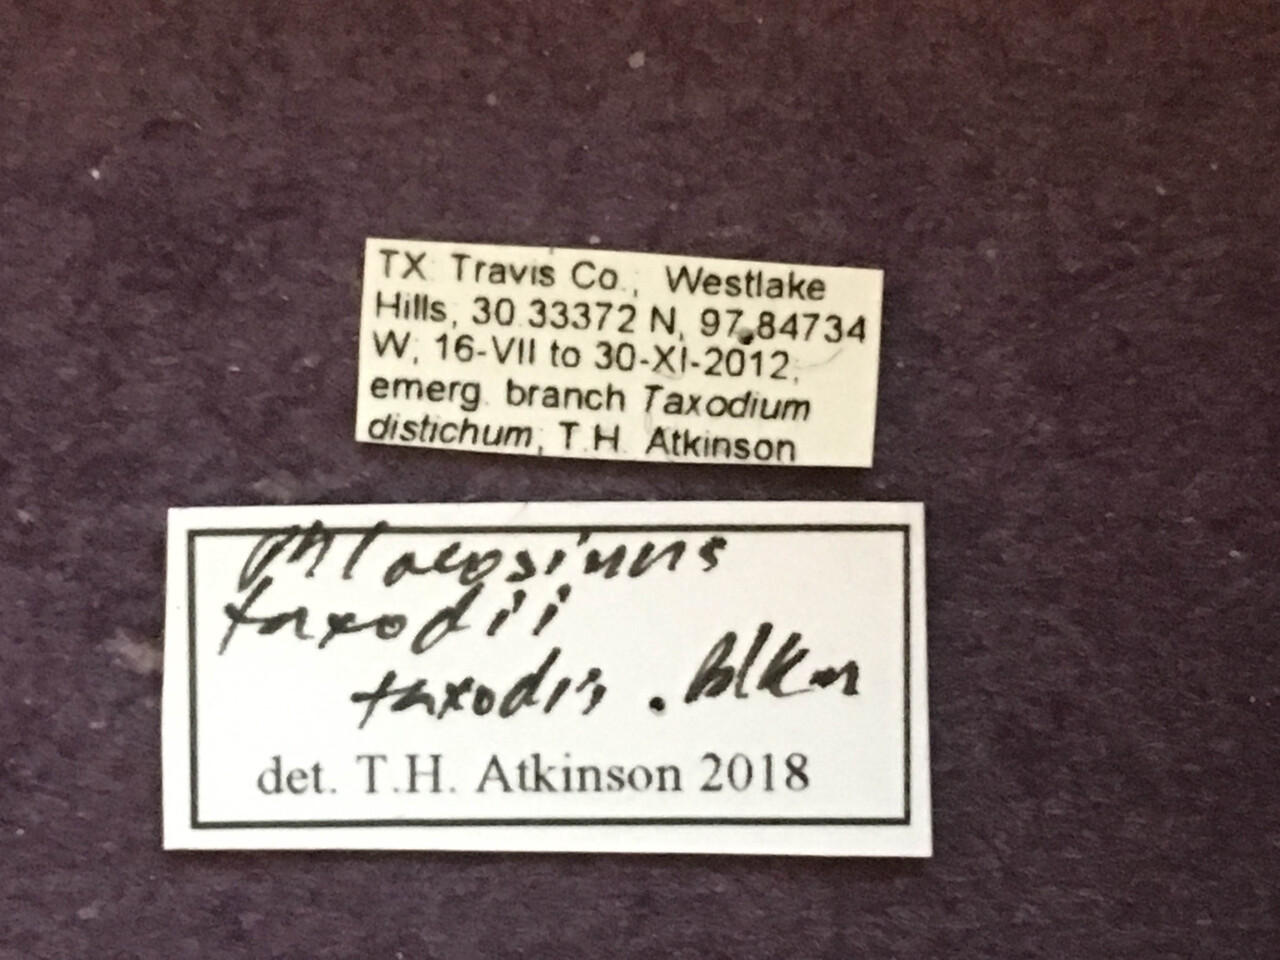 TX: Travis Co., Westlake
Hills, 30.33372 N, 97.84734
W, 16-VII to 30-XI-2012,
emerg. branch Taxodium
distichum, T.H. Atkinson
Phloeosinus
taxodii
taxodii . Blkm
det. T.H. Atkinson 2018